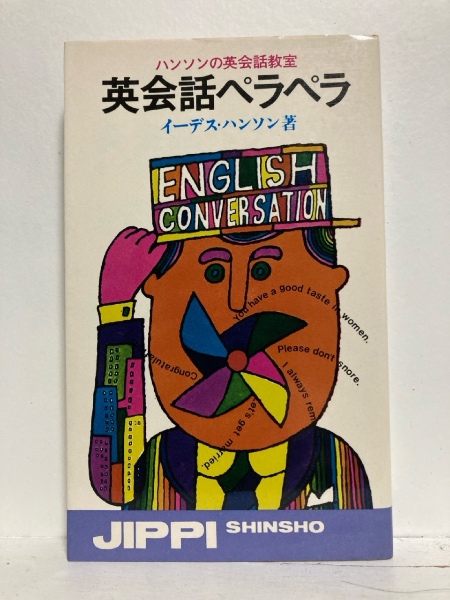 ハンソンの英会話教室
英会話ペラペラ
イーデス・ハンソン著
ENGLISH
CONVERSATION
You have a good taste in women.
Please don't snore.
I always rem
Let's get married.
Congratula
JIPPI SHINSHO